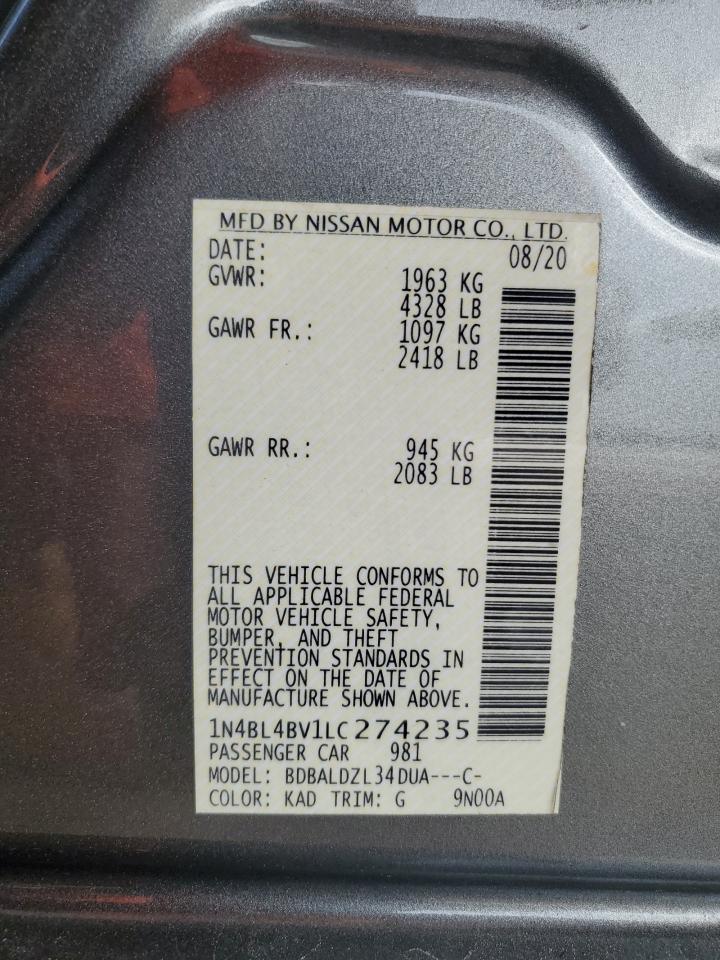 MFD BY NISSAN MOTOR CO., LTD.
DATE: 08/20
GVWR: 1963 KG
4328 LB
GAWR FR.: 1097 KG
2418 LB
GAWR RR.: 945 KG
2083 LB
THIS VEHICLE CONFORMS TO
ALL APPLICABLE FEDERAL
MOTOR VEHICLE SAFETY,
BUMPER, AND THEFT
PREVENTION STANDARDS IN
EFFECT ON THE DATE OF
MANUFACTURE SHOWN ABOVE.
1N4BL4BV1LC274235
PASSENGER CAR 981
MODEL: BDBALDZL34DUA---C-
COLOR: KAD TRIM: G 9N00A